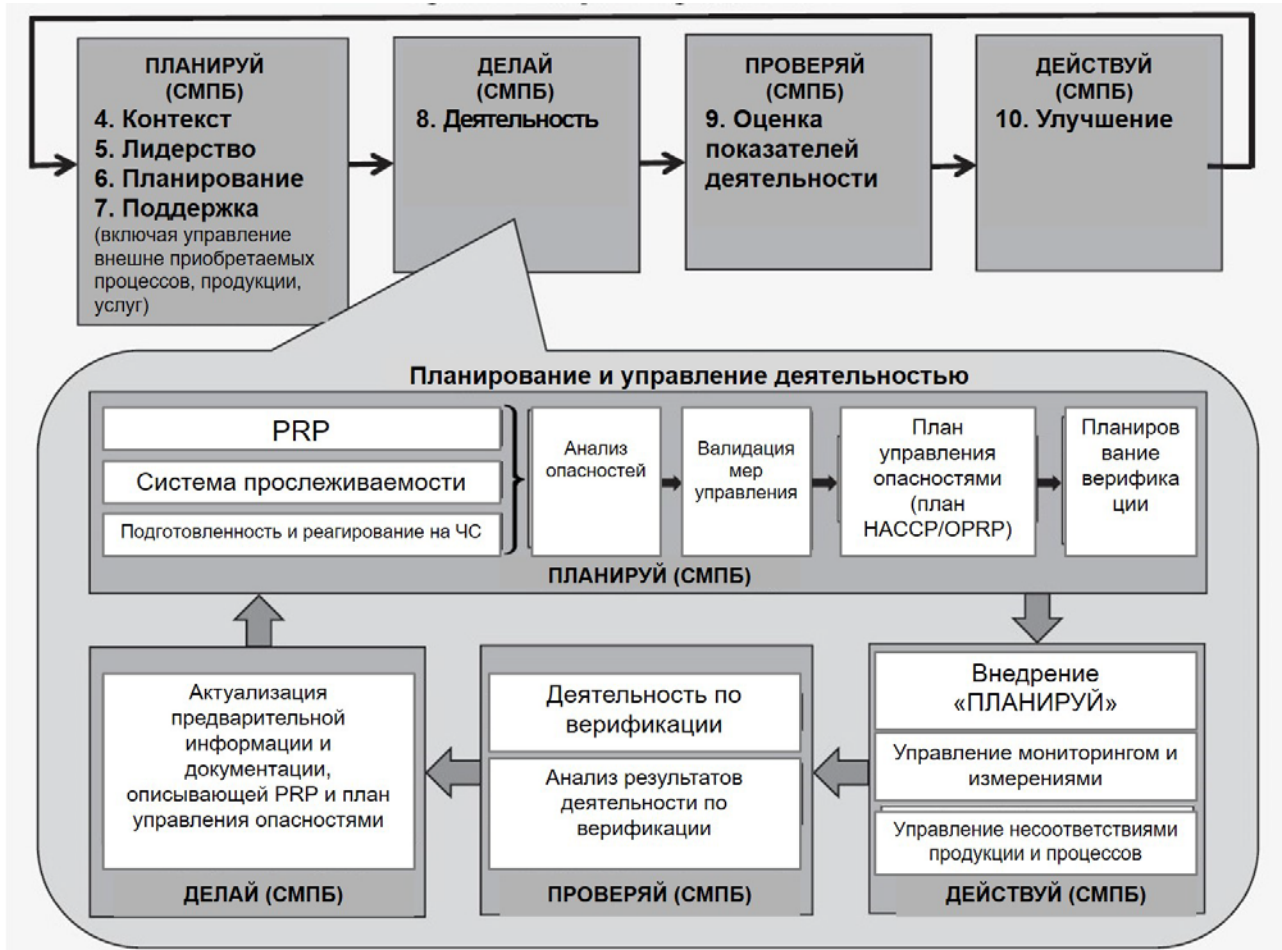 ПЛАНИРУЙ
(СМПБ)
4. Контекст
5. Лидерство
6. Планирование
7. Поддержка
(включая управление
внешне приобретаемых
процессов, продукции,
услуг)
ДЕЛАЙ
(СМПБ)
8. Деятельность
ПРОВЕРЯЙ
(СМПБ)
9. Оценка
показателей
деятельности
ДЕЙСТВУЙ
(СМПБ)
10. Улучшение
Планирование и управление деятельностью
PRP
Система прослеживаемости
Подготовленность и реагирование на ЧС
Анализ
опасностей
Валидация
мер
управления
План
управления
опасностями
(план
HACCP/OPRP)
Планиров
вание
верифика
ции
ПЛАНИРУЙ (СМПБ)
Актуализация
предварительной
информации и
документации,
описывающей PRP и план
управления опасностями
ДЕЛАЙ (СМПБ)
Деятельность по
верификации
Анализ результатов
деятельности по
верификации
ПРОВЕРЯЙ (СМПБ)
Внедрение
«ПЛАНИРУЙ»
Управление мониторингом и
измерениями
Управление несоответствиями
продукции и процессов
ДЕЙСТВУЙ (СМПБ)